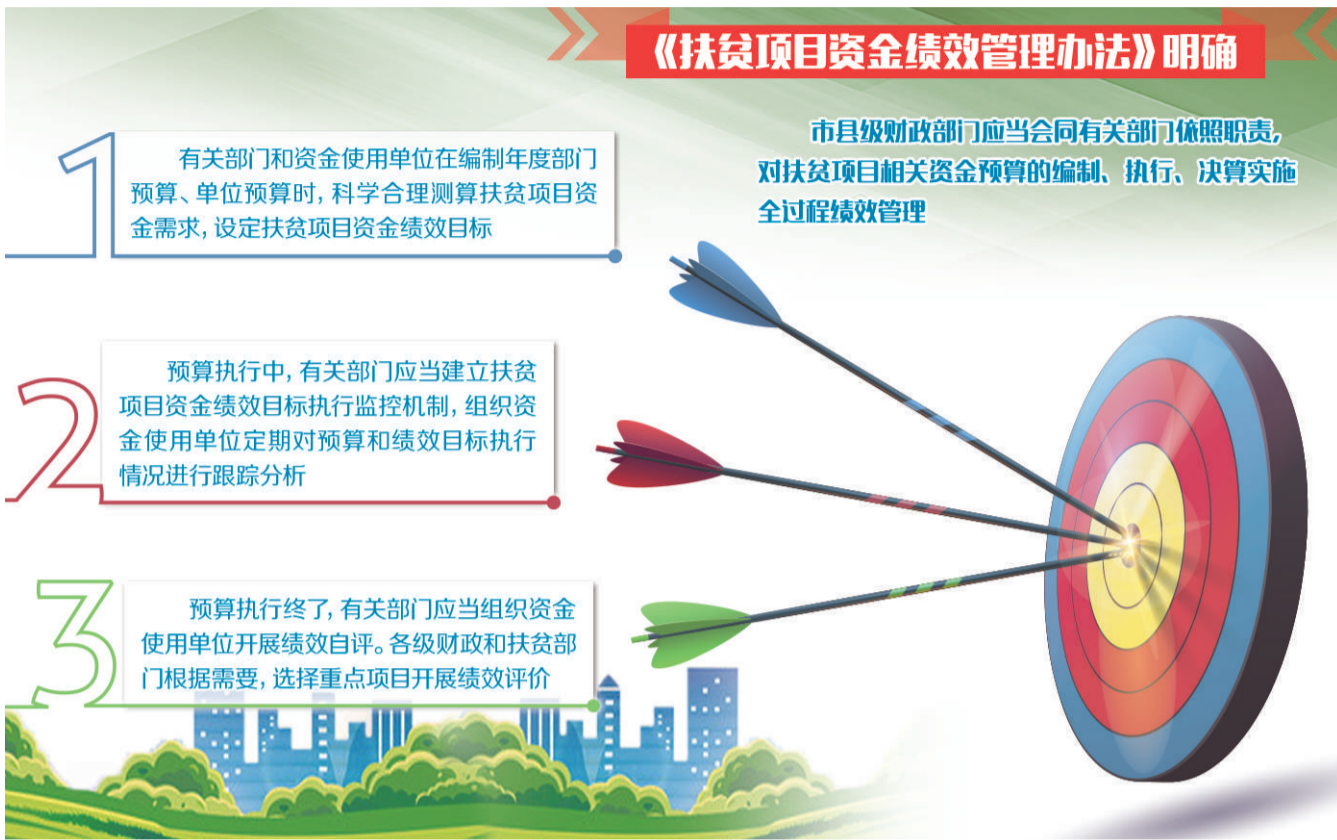 《扶贫项目资金绩效管理办法》明确
市县级财政部门应当会同有关部门依照职责,
对扶贫项目相关资金预算的编制、执行、决算实施
全过程绩效管理
1
有关部门和资金使用单位在编制年度部门
预算、单位预算时,科学合理测算扶贫项目资
金需求,设定扶贫项目资金绩效目标
2
预算执行中,有关部门应当建立扶贫
项目资金绩效目标执行监控机制,组织资
金使用单位定期对预算和绩效目标执行
情况进行跟踪分析
3
预算执行终了,有关部门应当组织资金
使用单位开展绩效自评。各级财政和扶贫部
门根据需要,选择重点项目开展绩效评价